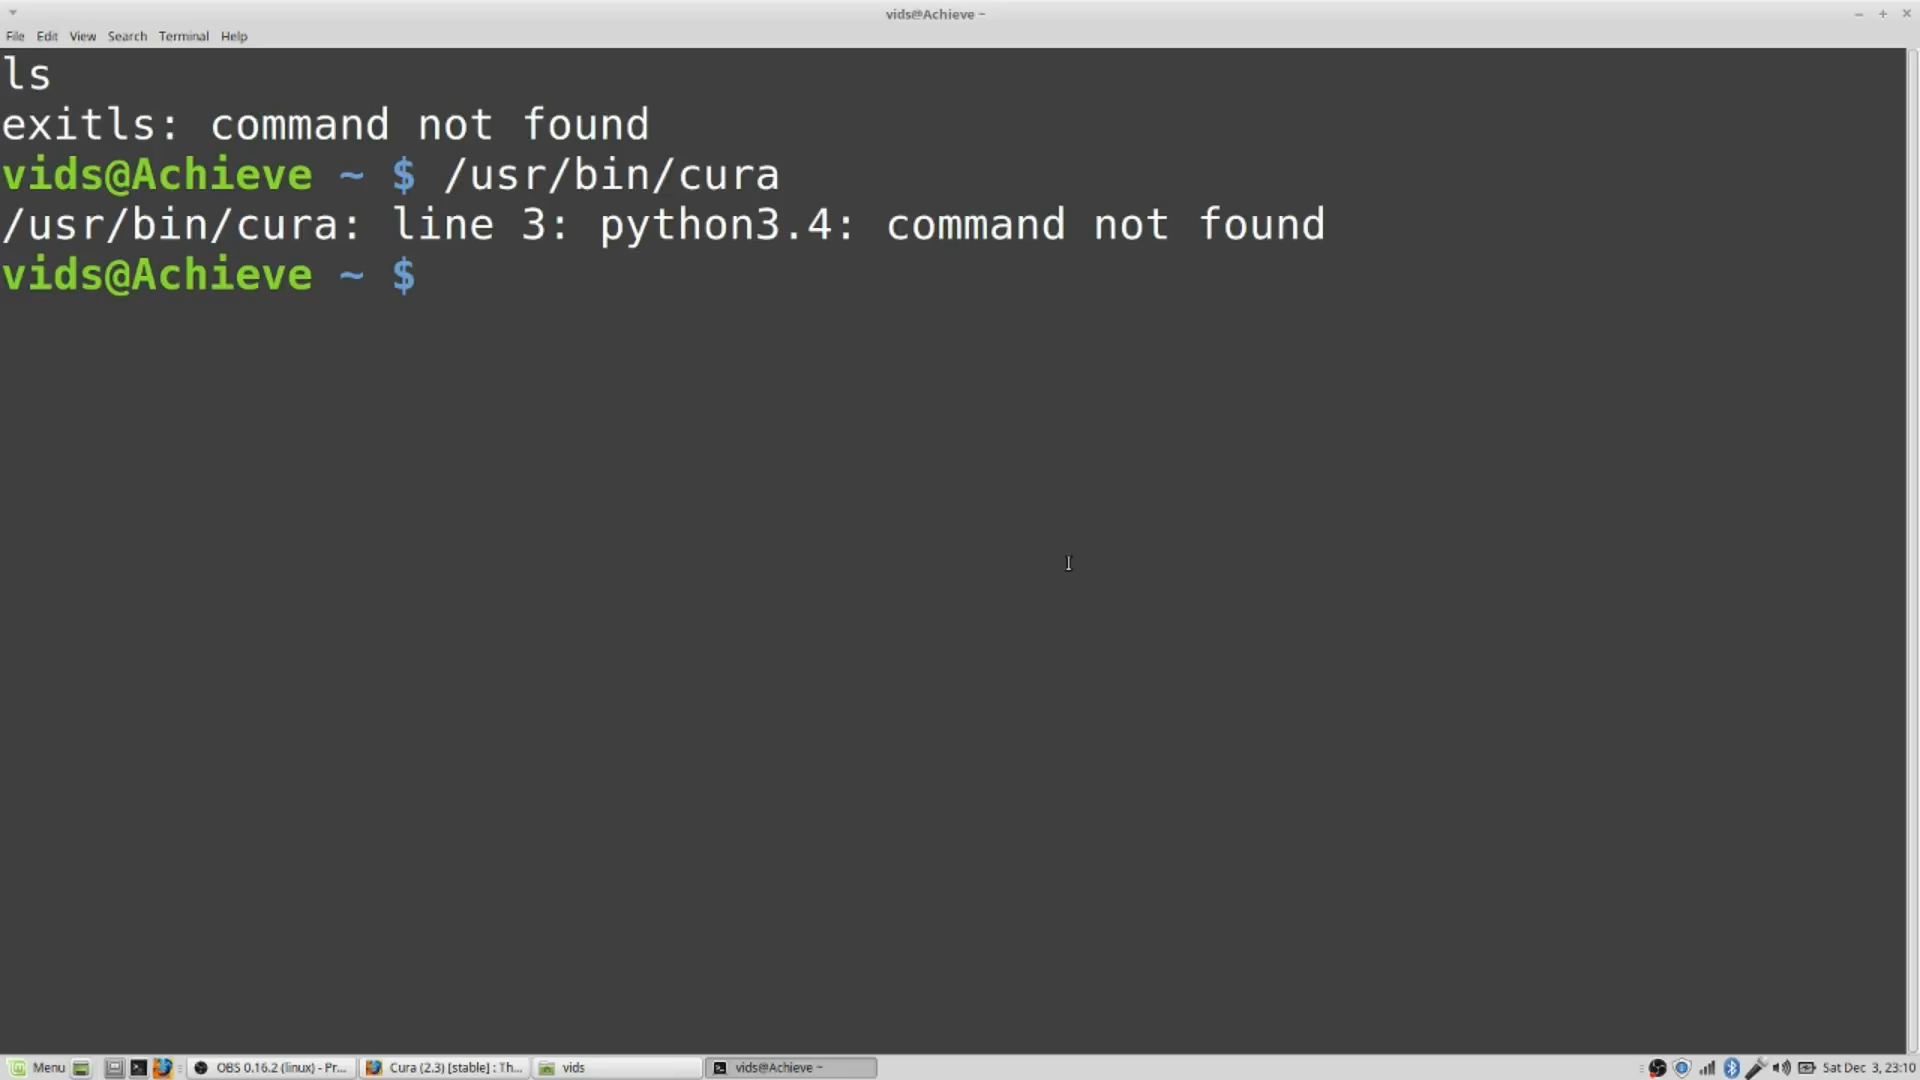 vids@Achieve ~
File Edit View Search Terminal Help
ls
exitls: command not found
vids@Achieve ~ $ /usr/bin/cura
/usr/bin/cura: line 3: python3.4: command not found
vids@Achieve ~ $
Menu OBS 0.16.2 (linux) - Pr... Cura (2.3) [stable] : Th... vids vids@Achieve ~ Sat Dec 3, 23:10